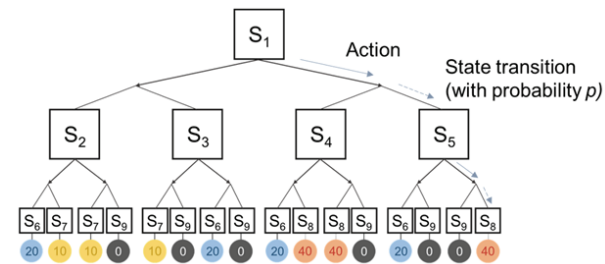 S₁
Action
State transition
(with probability p)
S₂ S₃ S₄ S₅
S₆ S₇ S₇ S₉ S₇ S₉ S₆ S₉ S₆ S₈ S₈ S₉ S₆ S₉ S₉ S₈
20 10 10 0 10 0 20 0 20 40 40 0 20 0 0 40